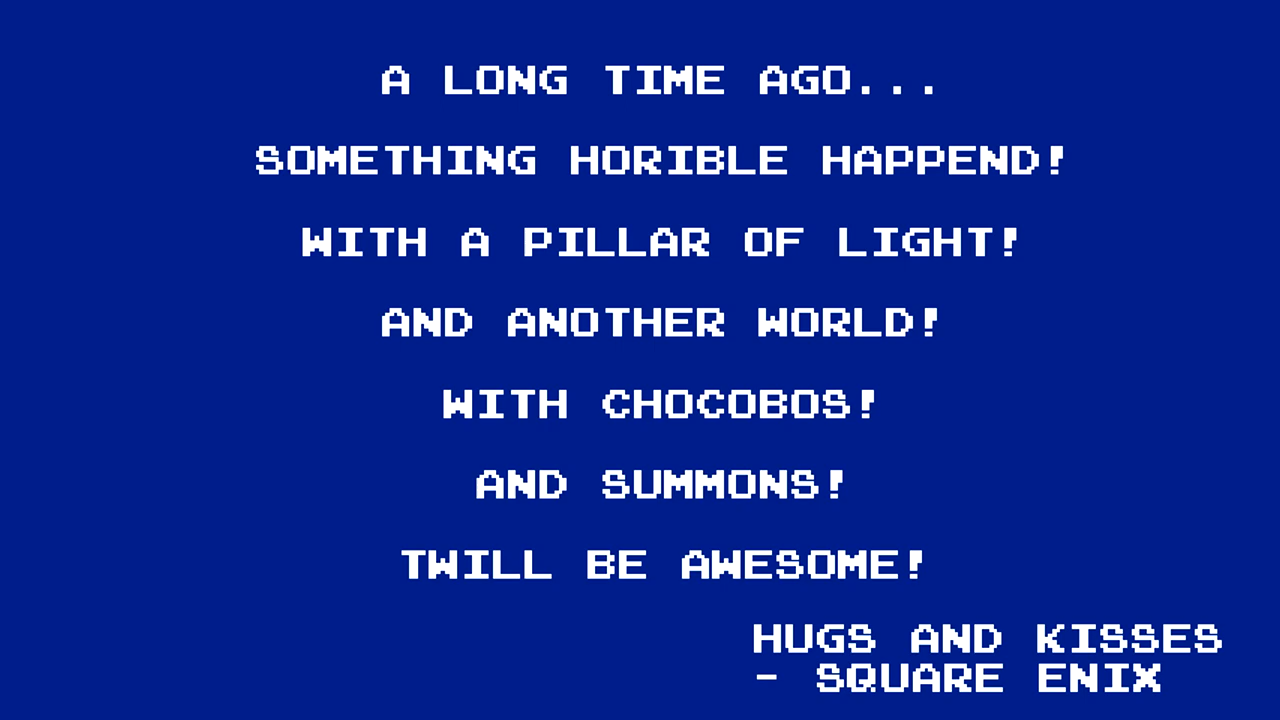 A LONG TIME AGO...
SOMETHING HORIBLE HAPPEND!
WITH A PILLAR OF LIGHT!
AND ANOTHER WORLD!
WITH CHOCOBOS!
AND SUMMONS!
TWILL BE AWESOME!
HUGS AND KISSES
- SQUARE ENIX